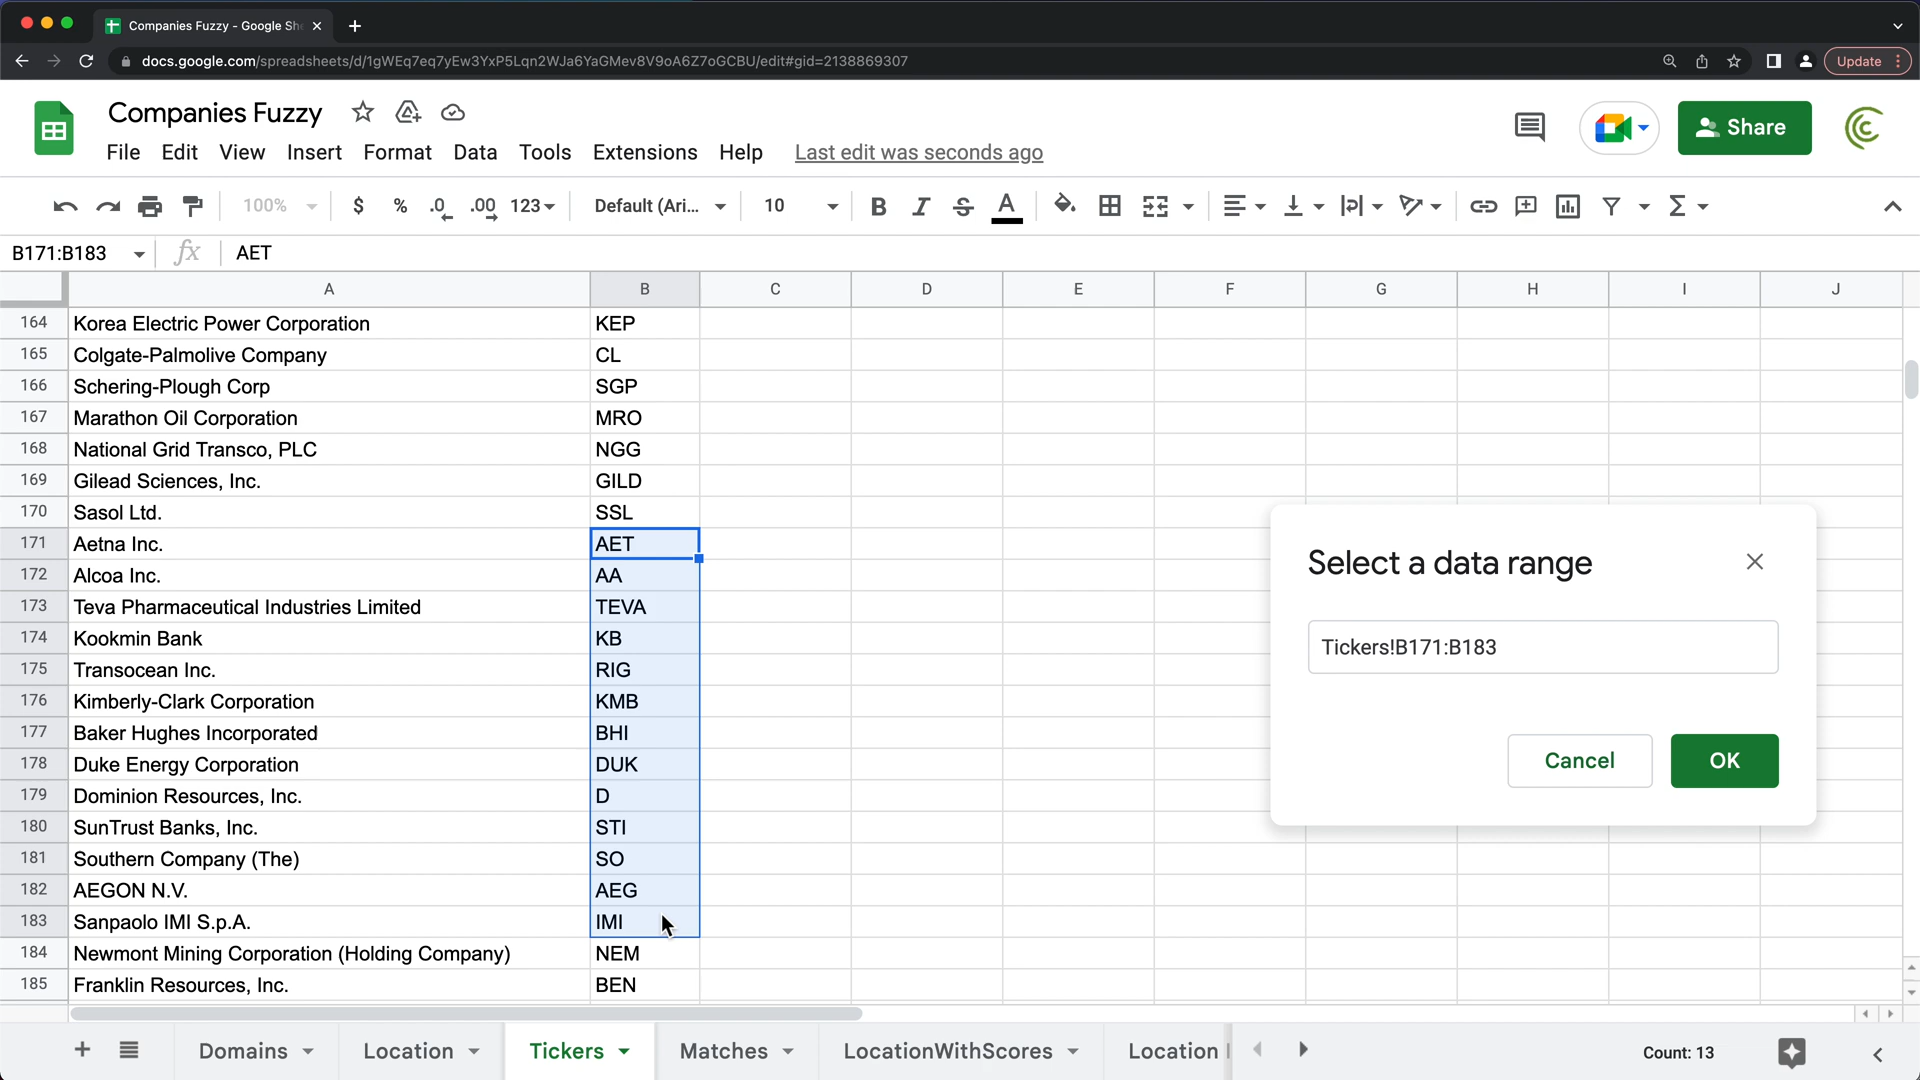 Companies Fuzzy - Google She
docs.google.com/spreadsheets/d/1gWEq7eq7yEw3YxP5Lqn2WJa6YaGMev8V9oA6Z7oGCBU/edit#gid=2138869307
Update
Companies Fuzzy
File Edit View Insert Format Data Tools Extensions Help Last edit was seconds ago
Share
100% $ % .0 .00 123 Default (Ari... 10 B I S A
B171:B183 fx AET
A B C D E F G H I J
164 Korea Electric Power Corporation KEP
165 Colgate-Palmolive Company CL
166 Schering-Plough Corp SGP
167 Marathon Oil Corporation MRO
168 National Grid Transco, PLC NGG
169 Gilead Sciences, Inc. GILD
170 Sasol Ltd. SSL
171 Aetna Inc. AET
172 Alcoa Inc. AA
173 Teva Pharmaceutical Industries Limited TEVA
174 Kookmin Bank KB
175 Transocean Inc. RIG
176 Kimberly-Clark Corporation KMB
177 Baker Hughes Incorporated BHI
178 Duke Energy Corporation DUK
179 Dominion Resources, Inc. D
180 SunTrust Banks, Inc. STI
181 Southern Company (The) SO
182 AEGON N.V. AEG
183 Sanpaolo IMI S.p.A. IMI
184 Newmont Mining Corporation (Holding Company) NEM
185 Franklin Resources, Inc. BEN
Select a data range
Tickers!B171:B183
Cancel OK
Domains Location Tickers Matches LocationWithScores Location
Count: 13